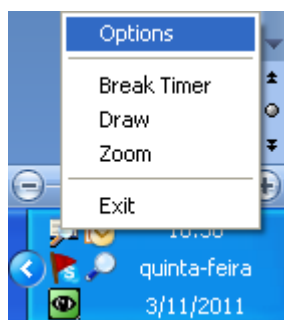 Options
Break Timer
Draw
Zoom
Exit
quinta-feira
3/11/2011